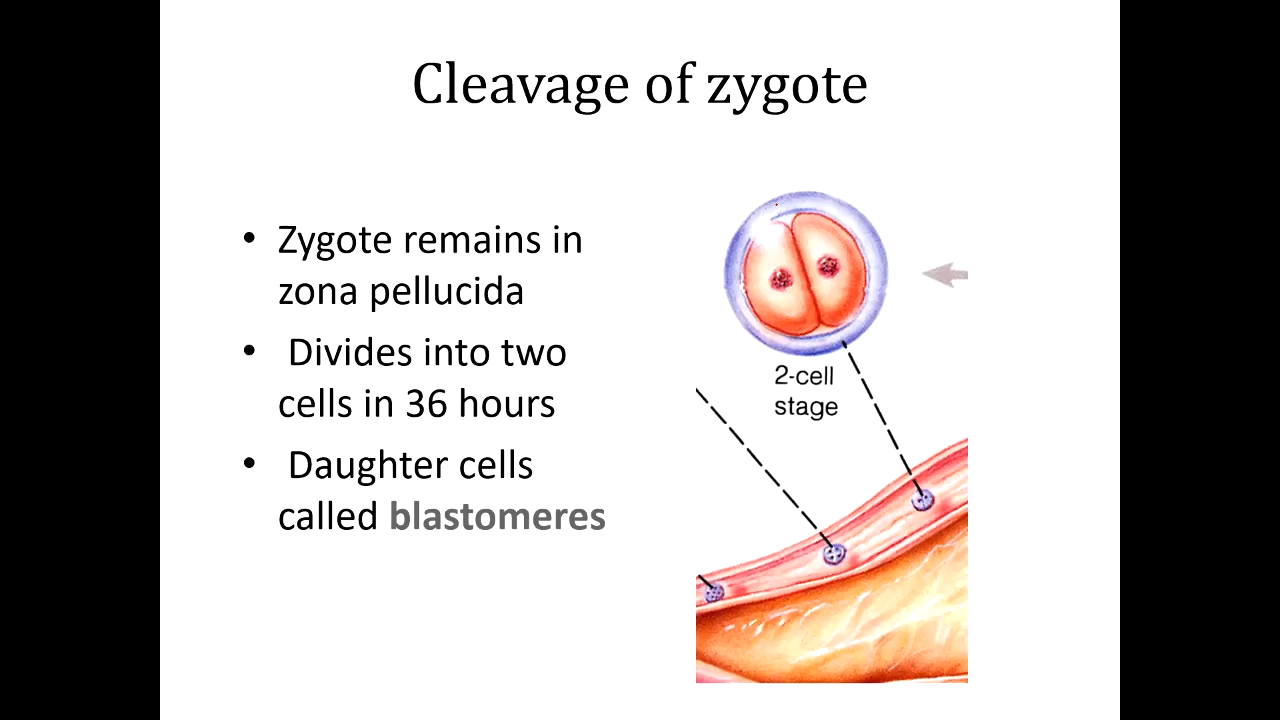 Cleavage of zygote
• Zygote remains in
zona pellucida
• Divides into two
cells in 36 hours
• Daughter cells
called blastomeres
2-cell
stage